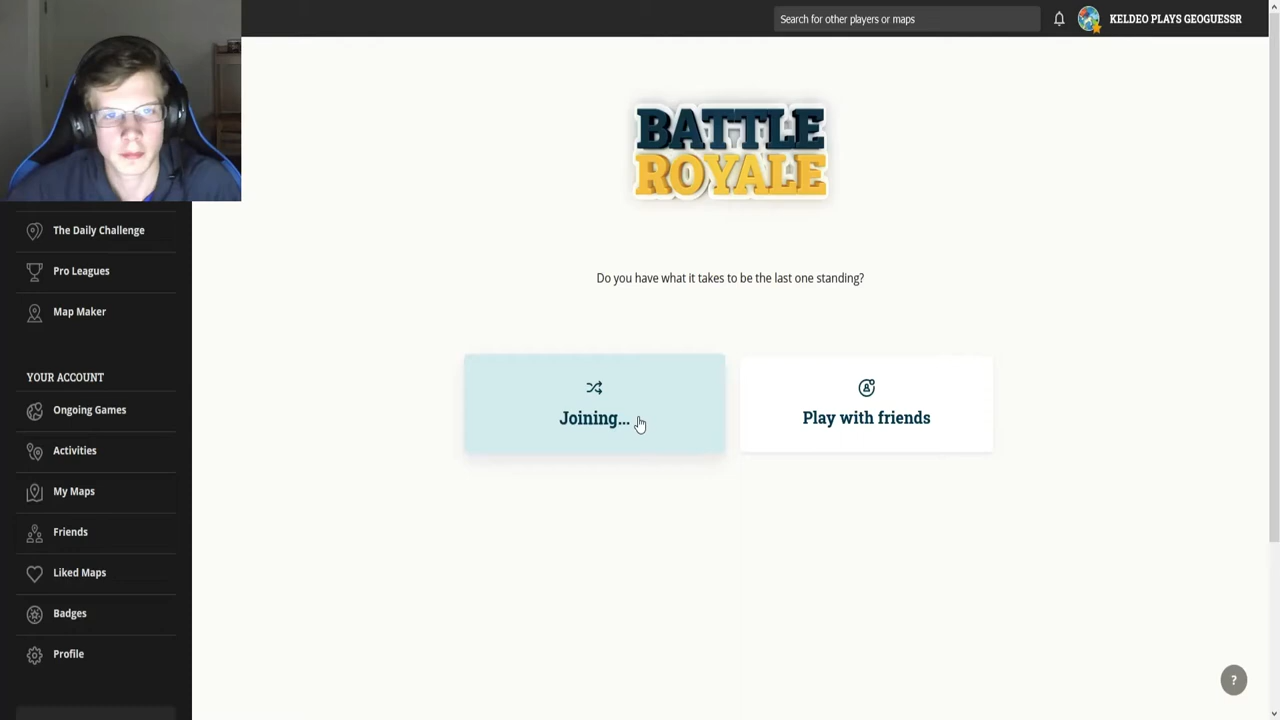 Search for other players or maps
KELDEO PLAYS GEOGUESSR
BATTLE
ROYALE
Do you have what it takes to be the last one standing?
Joining...
Play with friends
The Daily Challenge
Pro Leagues
Map Maker
YOUR ACCOUNT
Ongoing Games
Activities
My Maps
Friends
Liked Maps
Badges
Profile
?